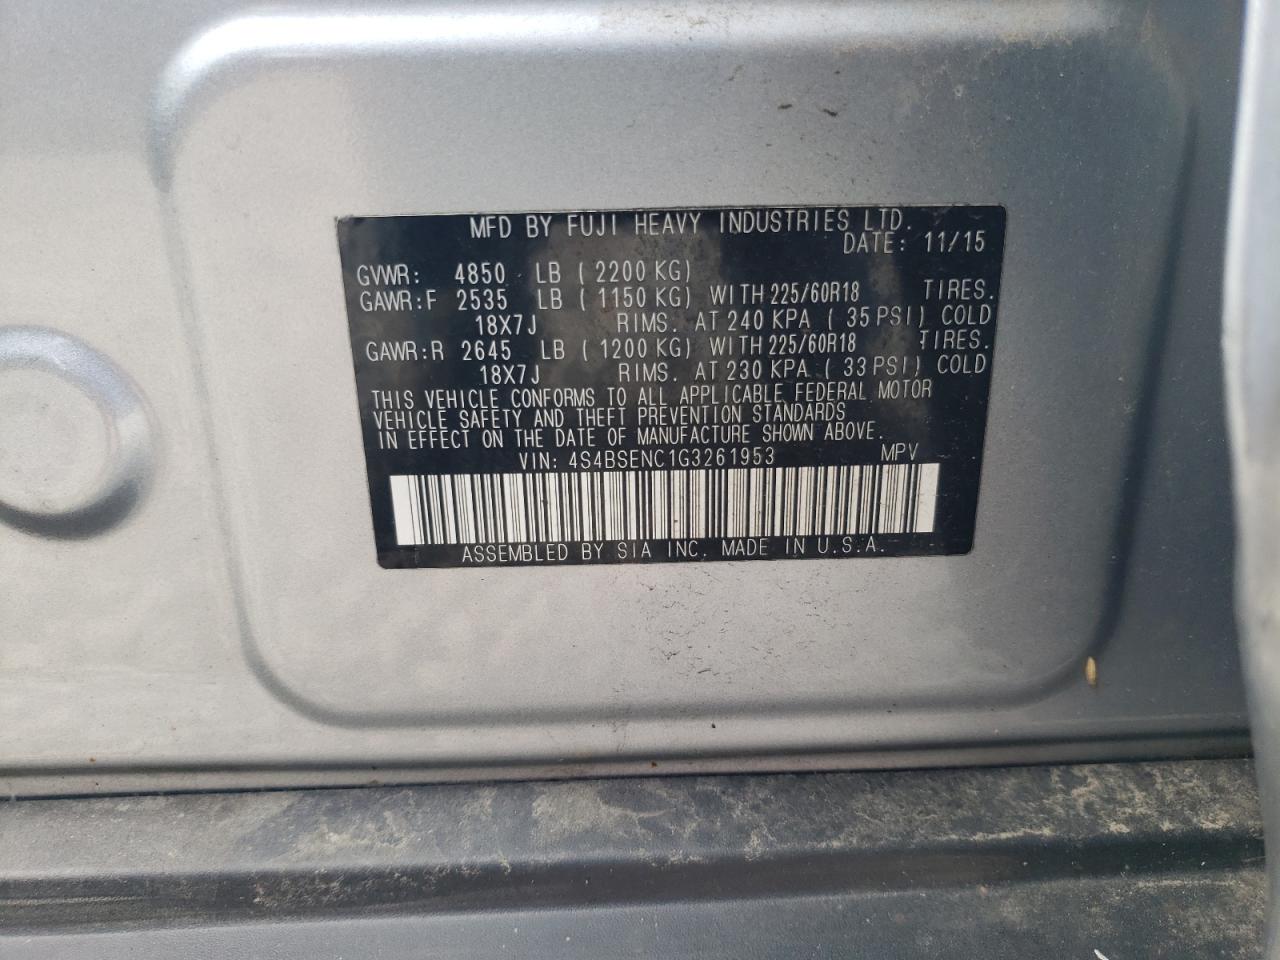 MFD BY FUJI HEAVY INDUSTRIES LTD.
DATE: 11/15
GVWR: 4850 LB ( 2200 KG)
GAWR:F 2535 LB ( 1150 KG) WITH 225/60R18 TIRES.
18X7J RIMS. AT 240 KPA ( 35 PSI) COLD
GAWR:R 2645 LB ( 1200 KG) WITH 225/60R18 TIRES.
18X7J RIMS. AT 230 KPA ( 33 PSI) COLD
THIS VEHICLE CONFORMS TO ALL APPLICABLE FEDERAL MOTOR
VEHICLE SAFETY AND THEFT PREVENTION STANDARDS
IN EFFECT ON THE DATE OF MANUFACTURE SHOWN ABOVE.
VIN: 4S4BSENC1G3261953 MPV
ASSEMBLED BY SIA INC. MADE IN U.S.A.